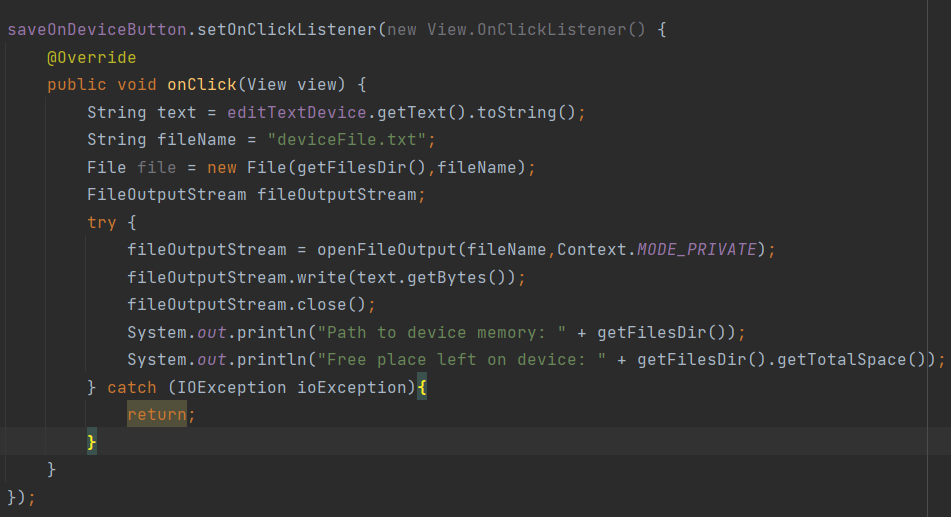 saveOnDeviceButton.setOnClickListener(new View.OnClickListener() {
    @Override
    public void onClick(View view) {
        String text = editTextDevice.getText().toString();
        String fileName = "deviceFile.txt";
        File file = new File(getFilesDir(),fileName);
        FileOutputStream fileOutputStream;
        try {
            fileOutputStream = openFileOutput(fileName,Context.MODE_PRIVATE);
            fileOutputStream.write(text.getBytes());
            fileOutputStream.close();
            System.out.println("Path to device memory: " + getFilesDir());
            System.out.println("Free place left on device: " + getFilesDir().getTotalSpace());
        } catch (IOException ioException){
            return;
        }
    }
});